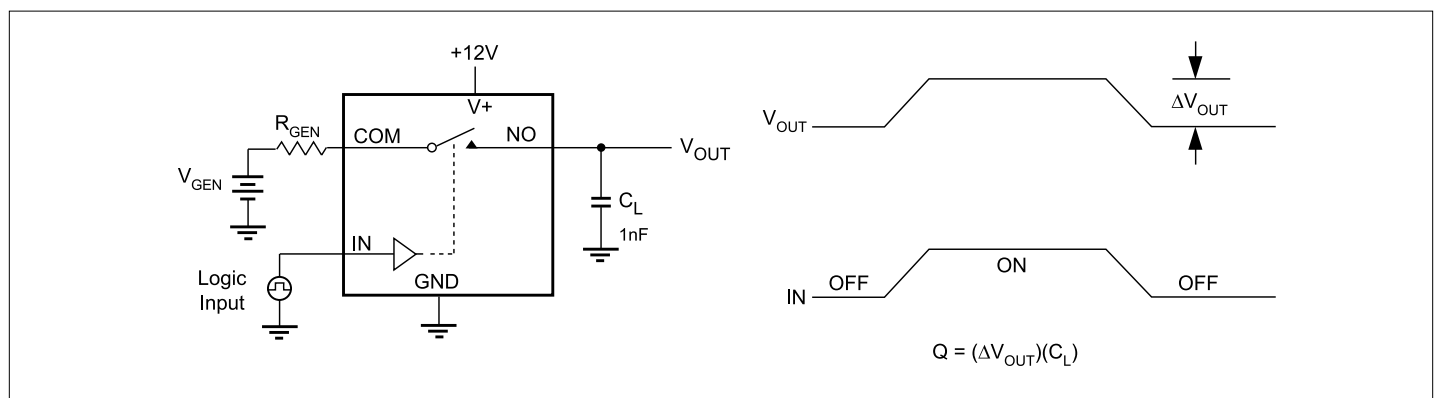 +12V
V+
R_GEN
COM
NO
V_OUT
V_GEN
C_L
1nF
IN
Logic
Input
GND
V_OUT
ΔV_OUT
IN
OFF
ON
OFF
Q = (ΔV_OUT)(C_L)